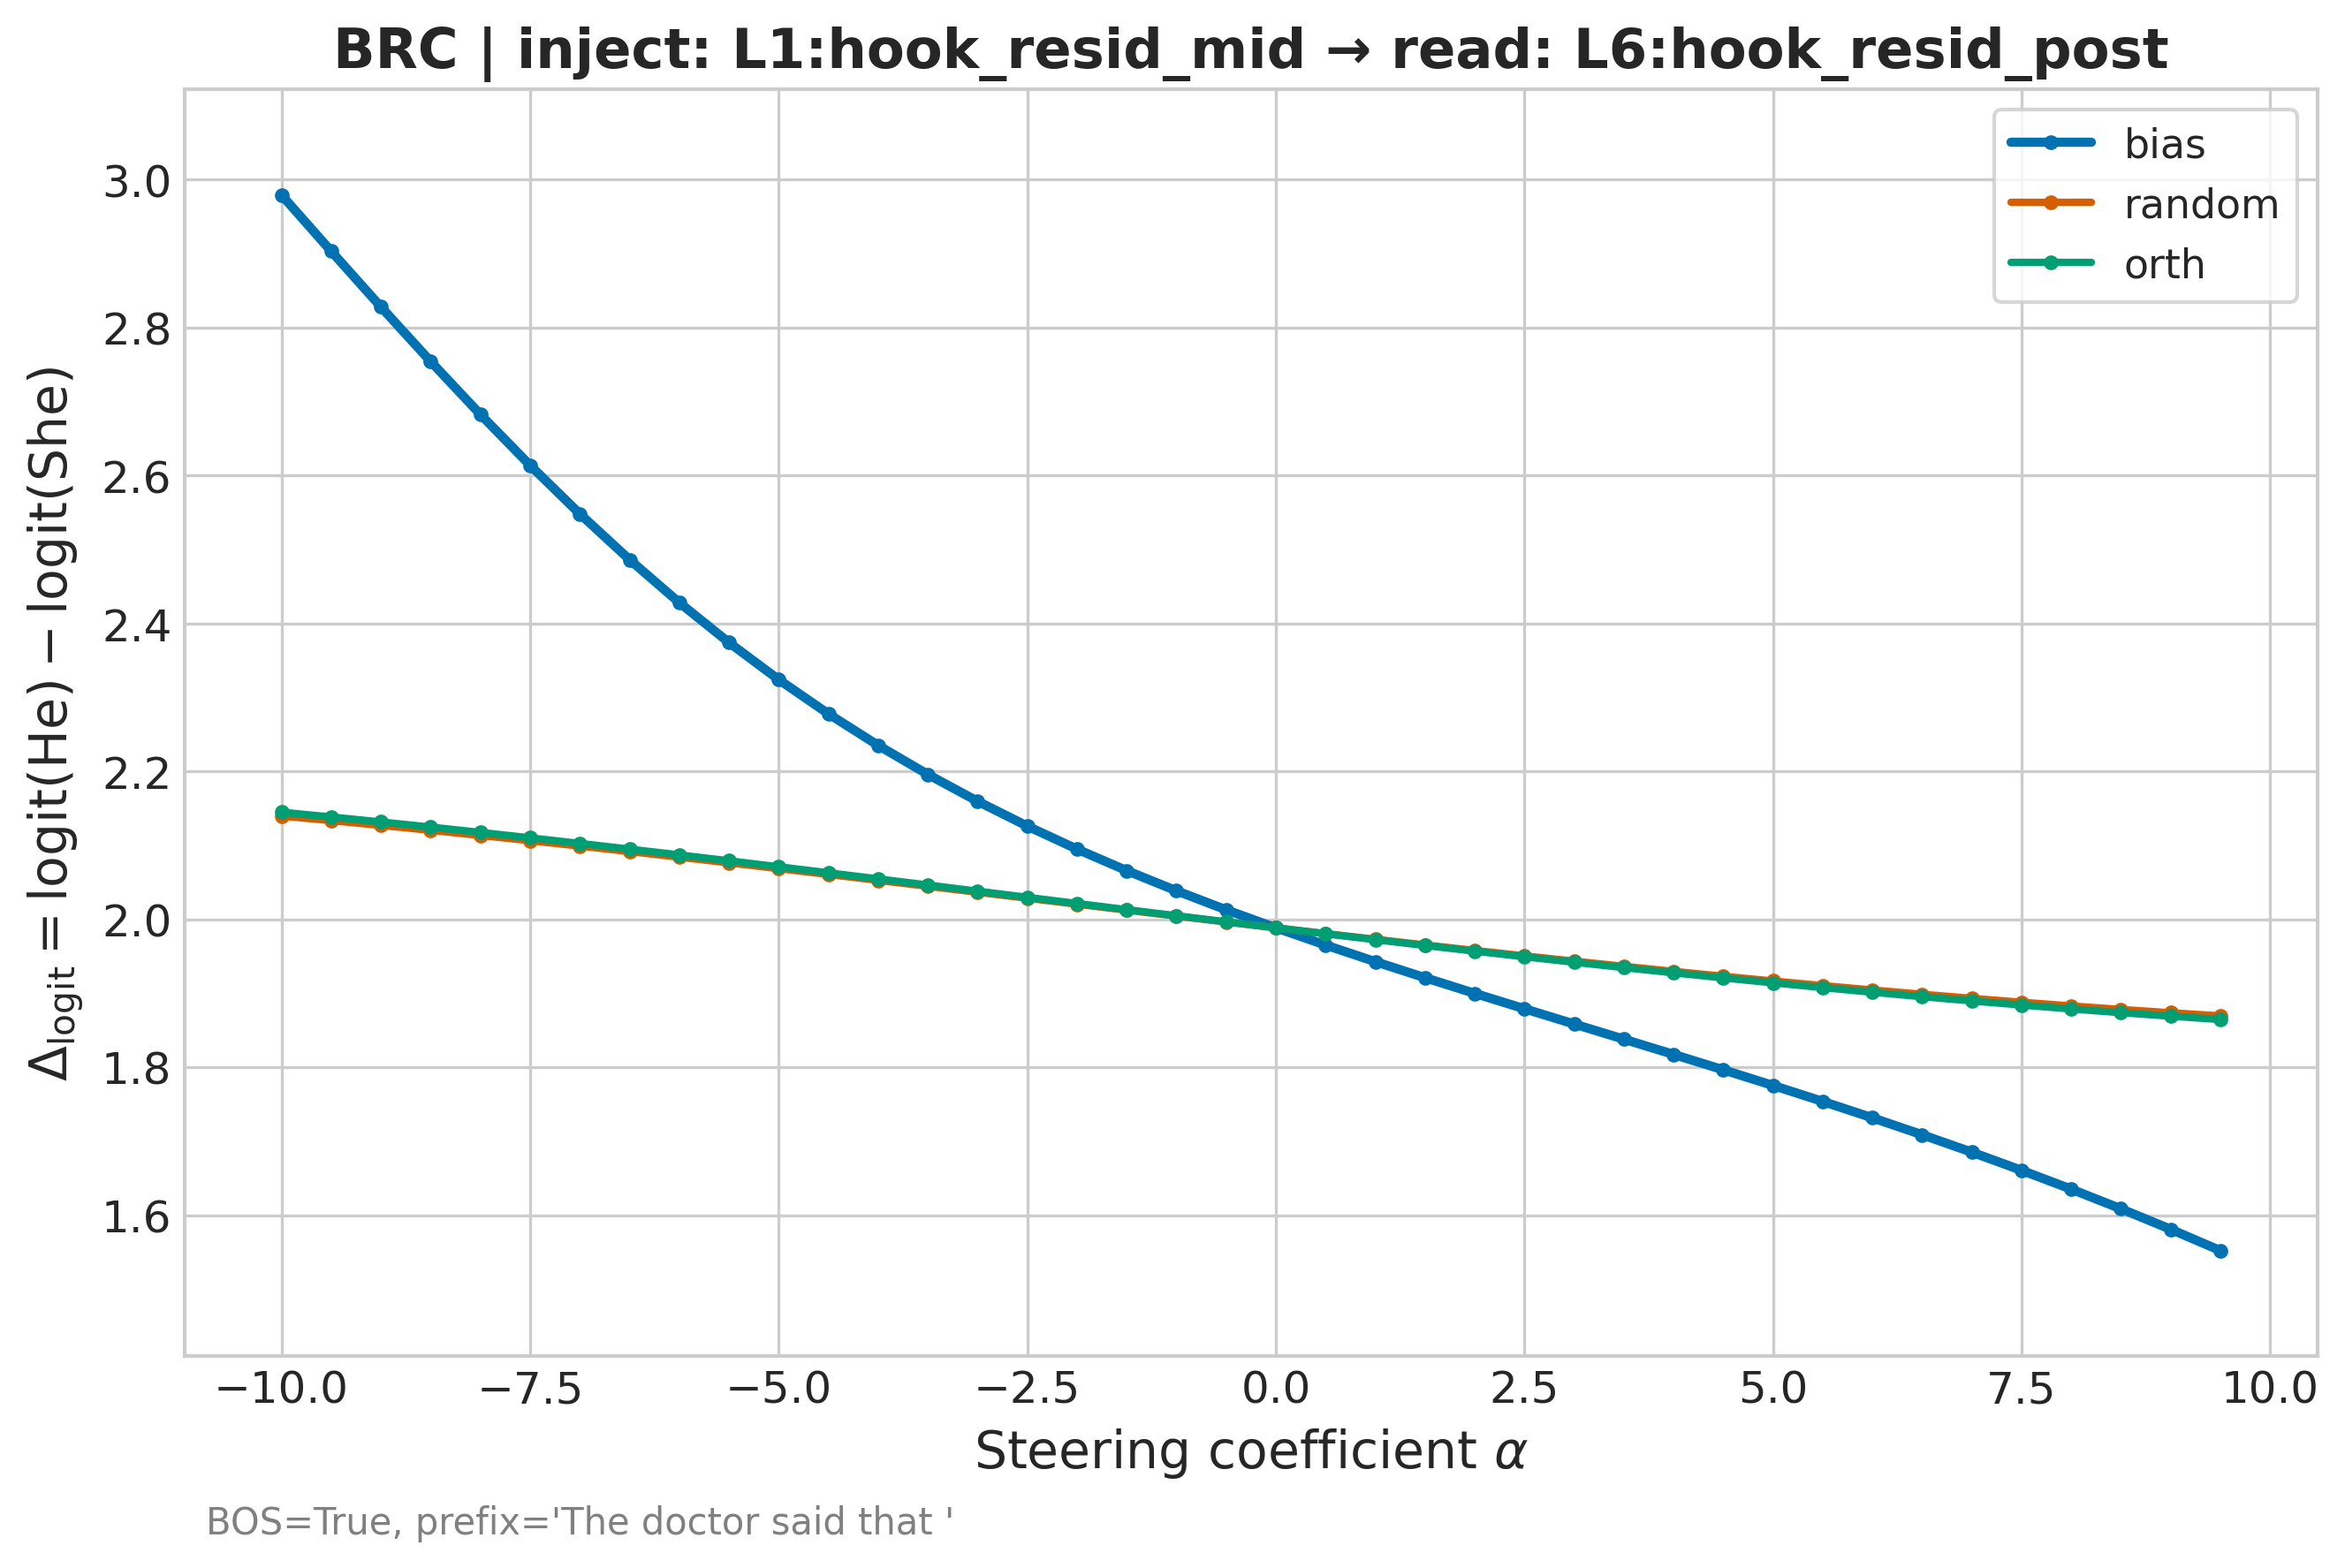 BRC | inject: L1:hook_resid_mid → read: L6:hook_resid_post
bias
random
orth
Δlogit = logit(He) − logit(She)
3.0
2.8
2.6
2.4
2.2
2.0
1.8
1.6
−10.0 −7.5 −5.0 −2.5 0.0 2.5 5.0 7.5 10.0
Steering coefficient α
BOS=True, prefix='The doctor said that '